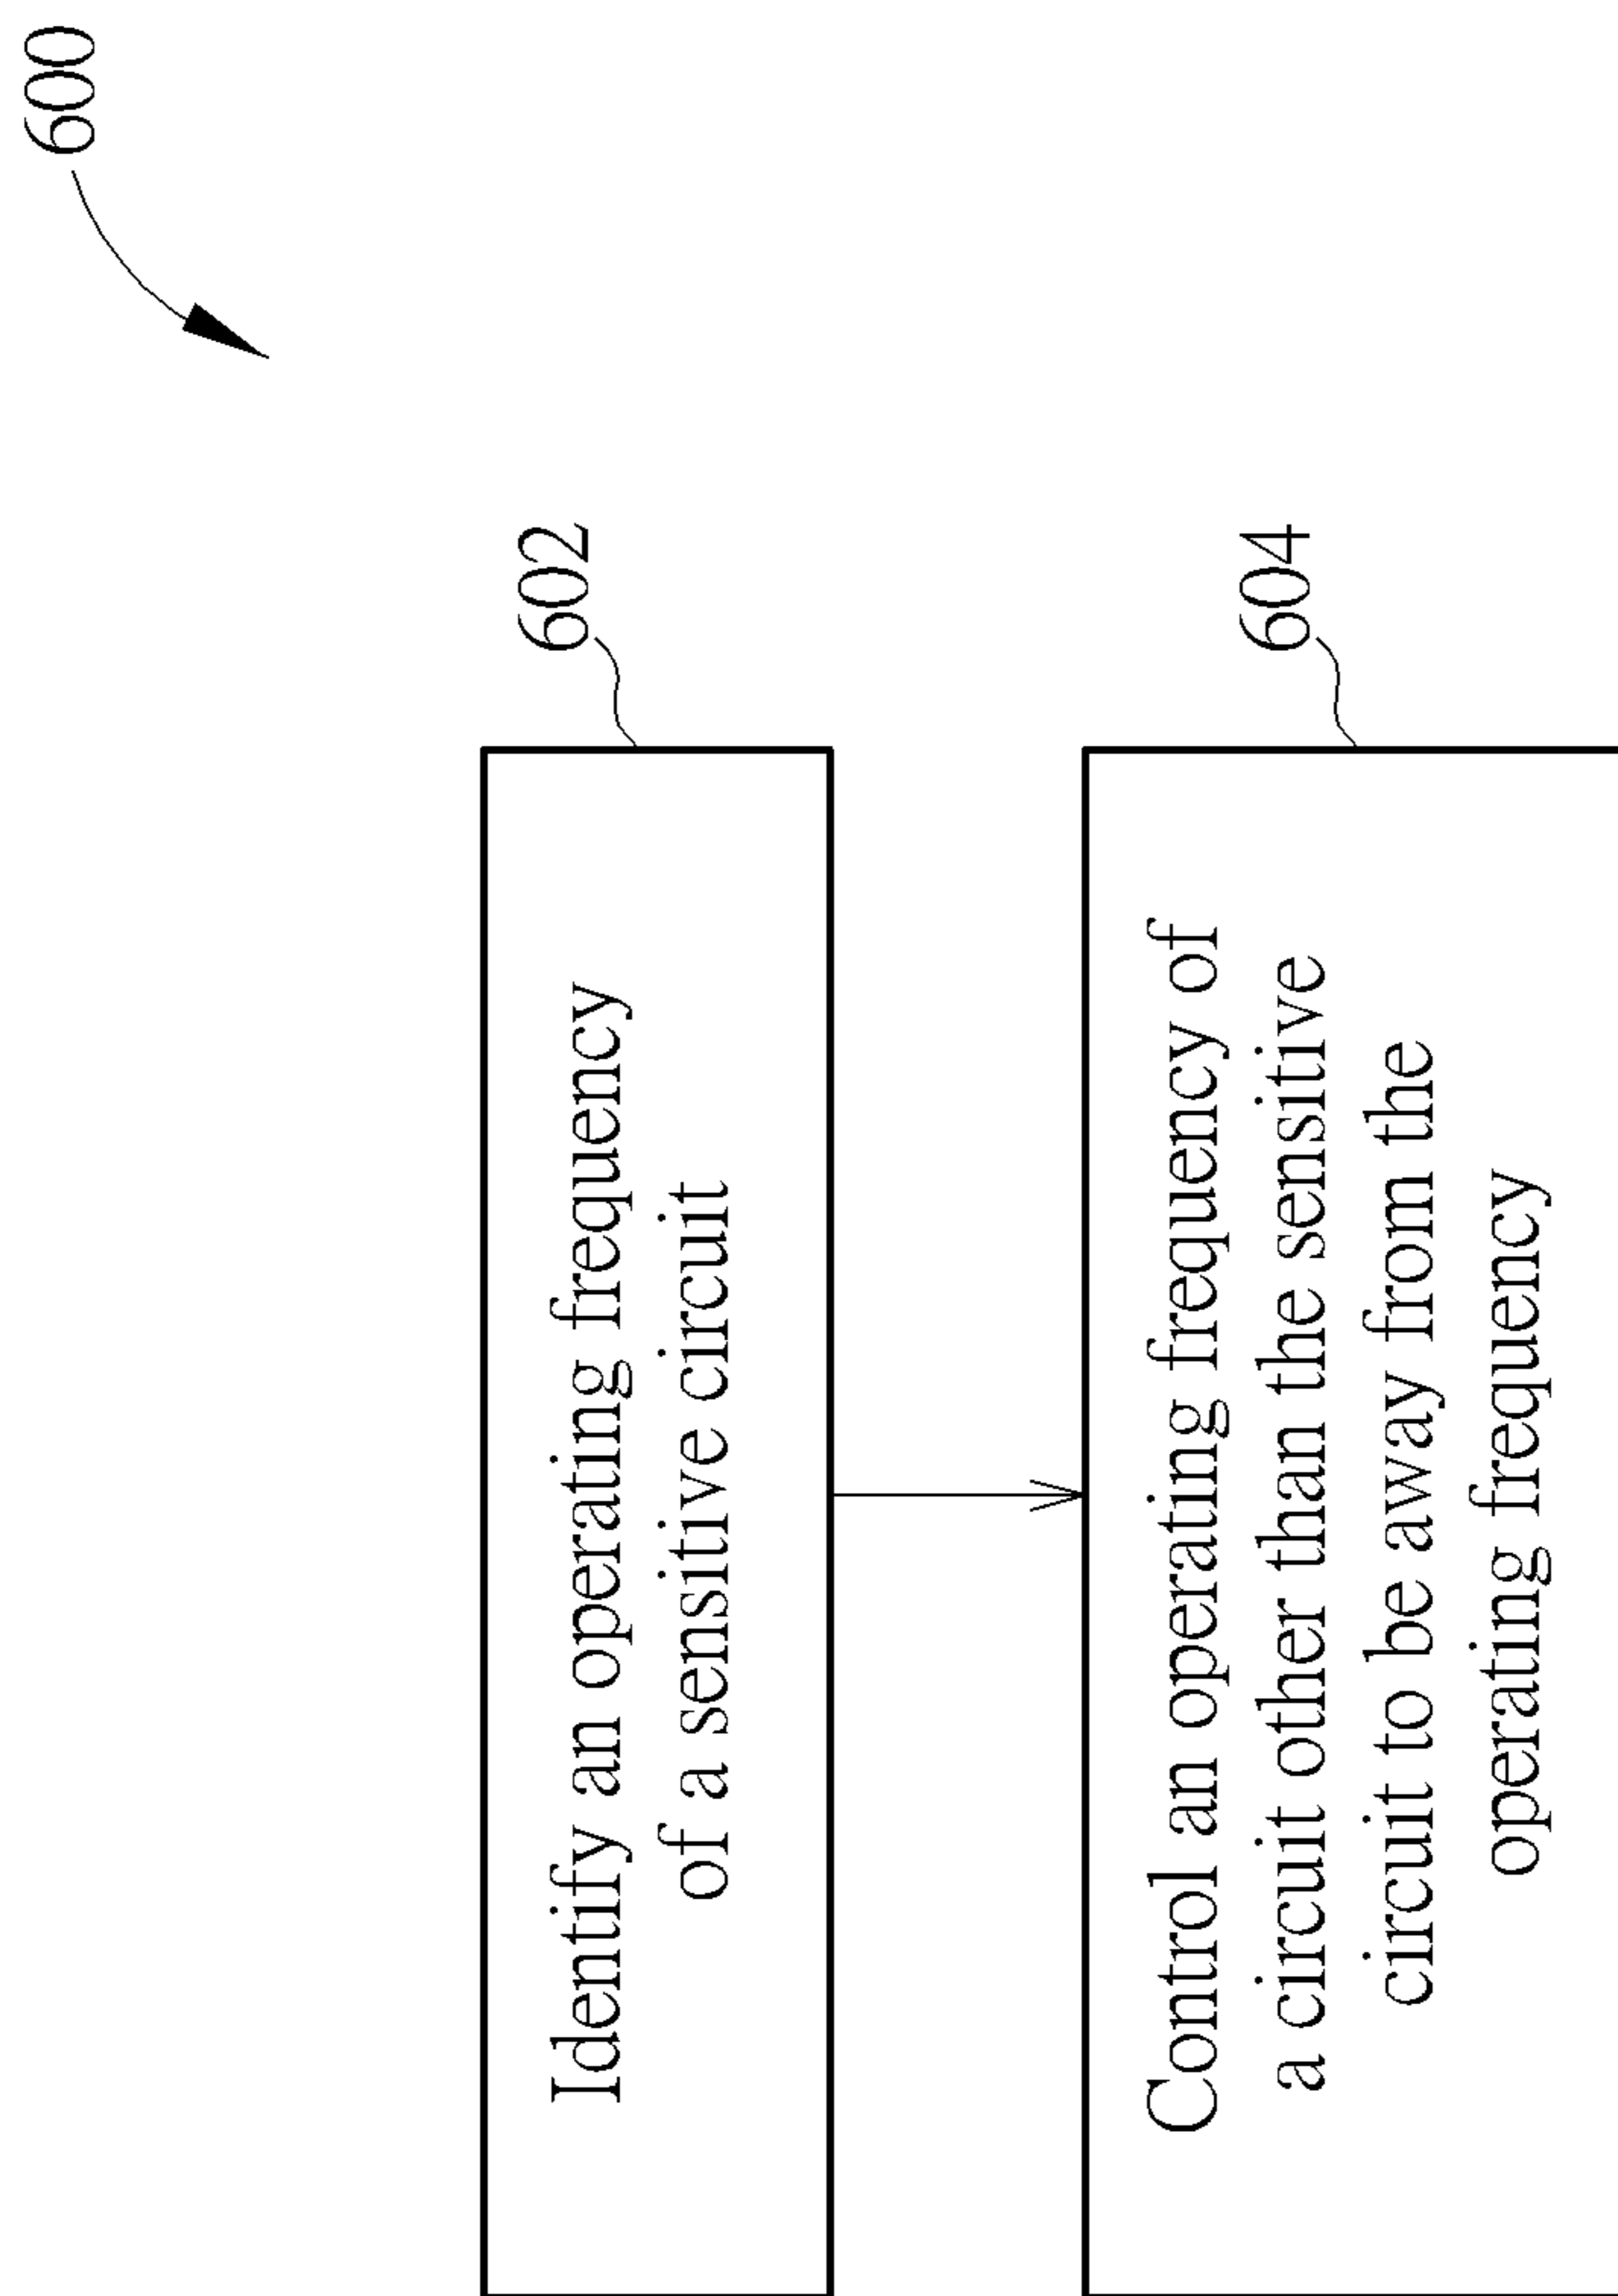 600
602
Identify an operating frequency
of a sensitive circuit
604
Control an operating frequency of
a circuit other than the sensitive
circuit to be away from the
operating frequency